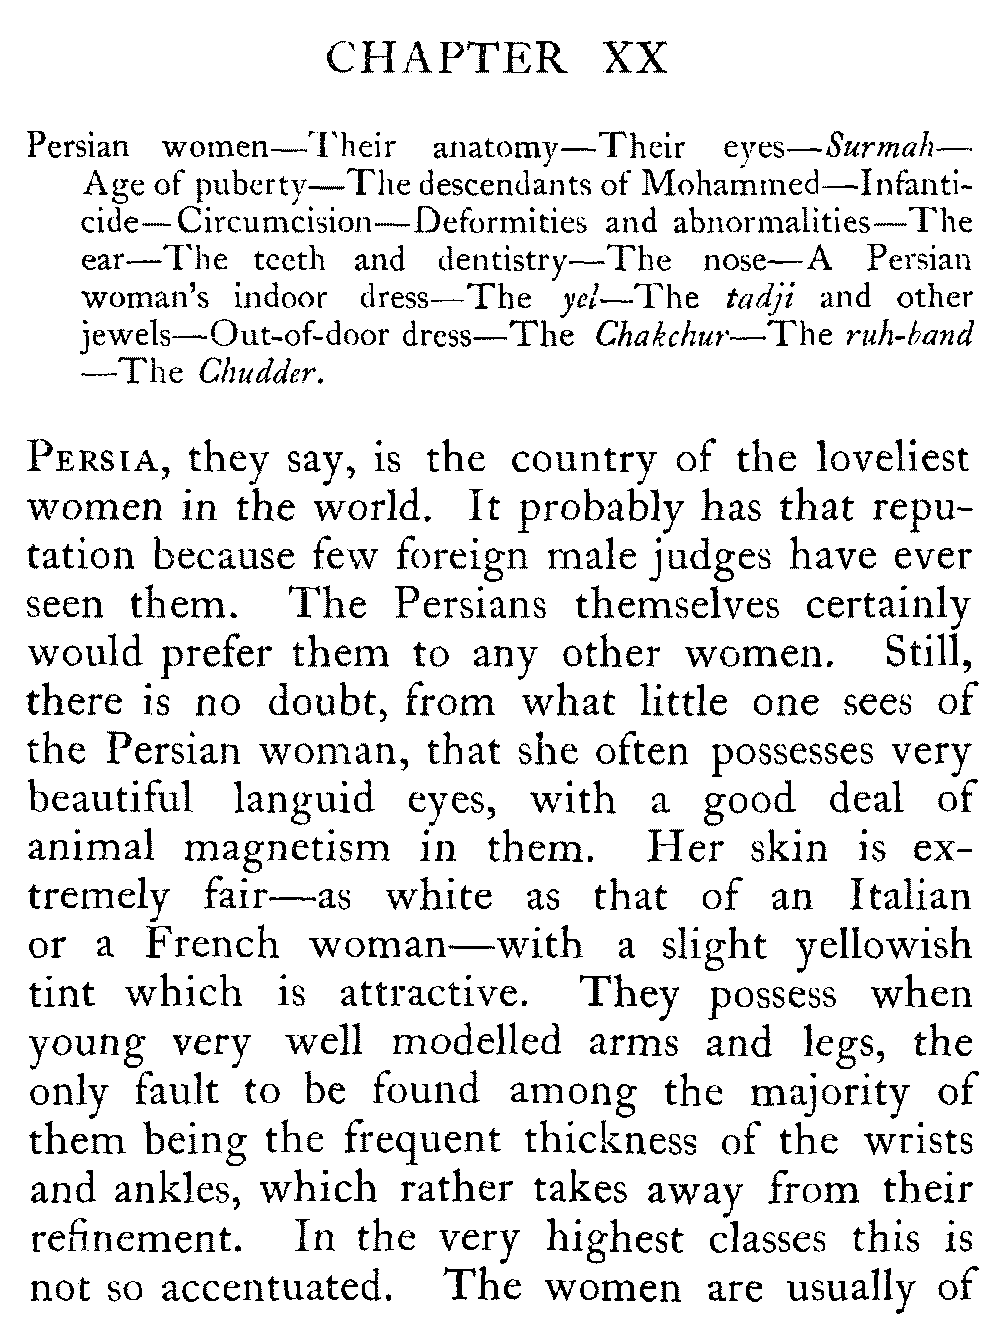 CHAPTER XX
Persian women—Their anatomy—Their eyes—Surmah—
Age of puberty—The descendants of Mohammed—Infanti-
cide—Circumcision—Deformities and abnormalities—The
ear—The teeth and dentistry—The nose—A Persian
woman's indoor dress—The yel—The tadji and other
jewels—Out-of-door dress—The Chakchur—The ruh-band
—The Chudder.
PERSIA, they say, is the country of the loveliest
women in the world. It probably has that repu-
tation because few foreign male judges have ever
seen them. The Persians themselves certainly
would prefer them to any other women. Still,
there is no doubt, from what little one sees of
the Persian woman, that she often possesses very
beautiful languid eyes, with a good deal of
animal magnetism in them. Her skin is ex-
tremely fair—as white as that of an Italian
or a French woman—with a slight yellowish
tint which is attractive. They possess when
young very well modelled arms and legs, the
only fault to be found among the majority of
them being the frequent thickness of the wrists
and ankles, which rather takes away from their
refinement. In the very highest classes this is
not so accentuated. The women are usually of